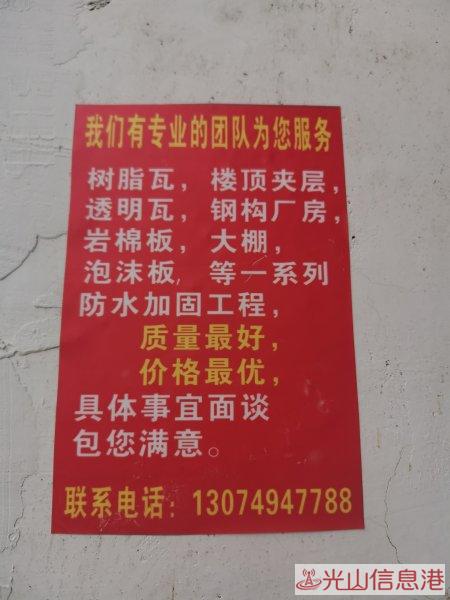 我们有专业的团队为您服务
树脂瓦，楼顶夹层，
透明瓦，钢构厂房，
岩棉板，大棚，
泡沫板，等一系列
防水加固工程，
质量最好，
价格最优，
具体事宜面谈
包您满意。
联系电话：13074947788
光山信息港